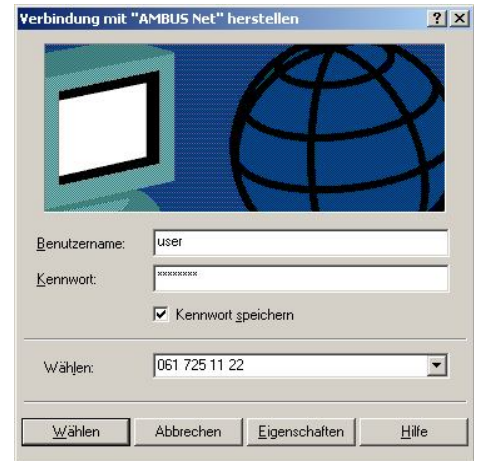 Verbindung mit "AMBUS Net" herstellen
Benutzername: user
Kennwort: ********
Kennwort speichern
Wählen: 061 725 11 22
Wählen Abbrechen Eigenschaften Hilfe